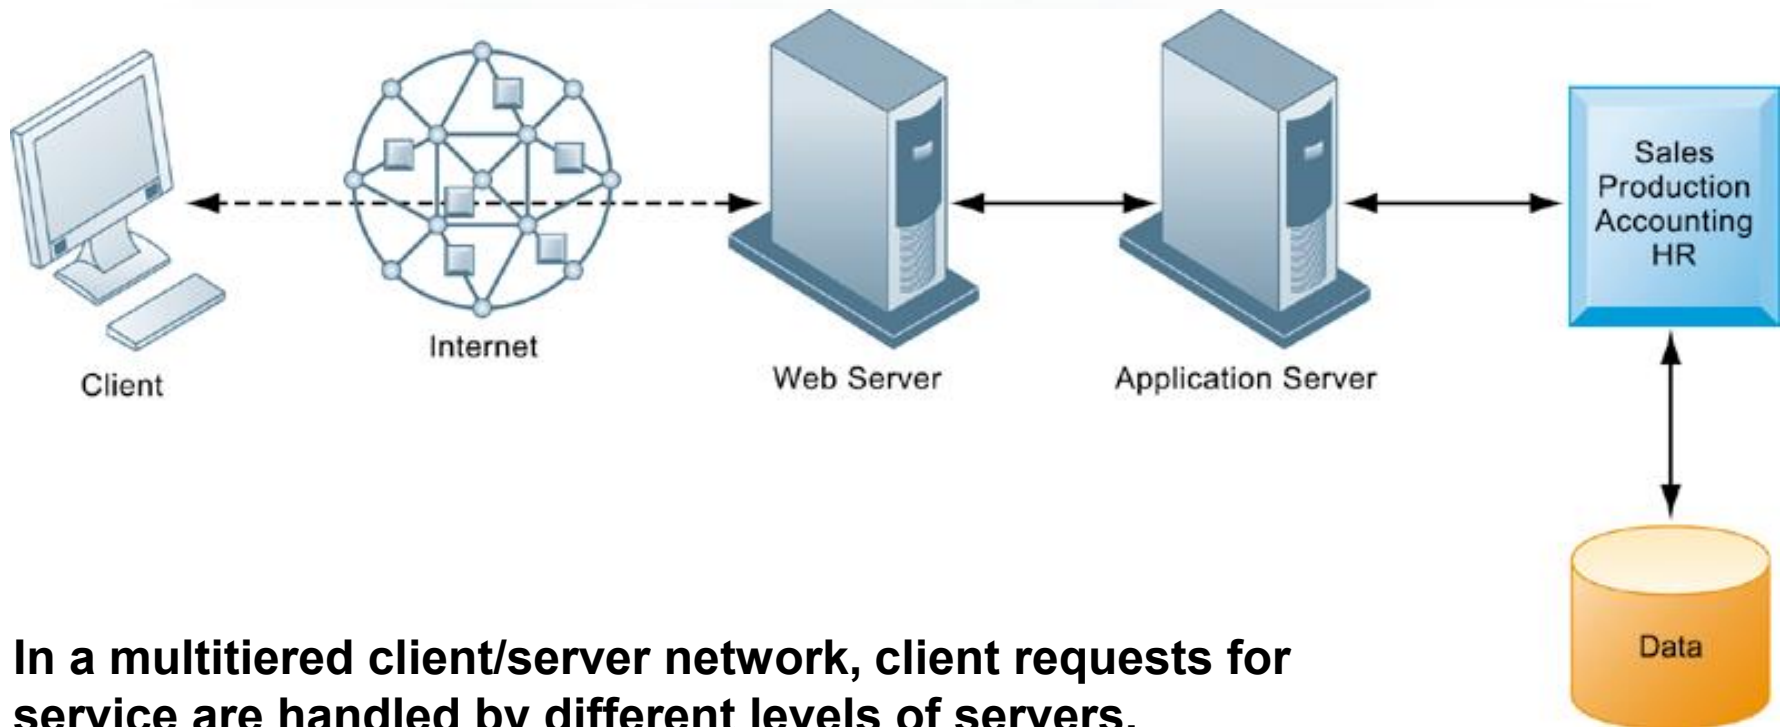 Client
Internet
Web Server
Application Server
Sales
Production
Accounting
HR
Data
In a multitiered client/server network, client requests for
service are handled by different levels of servers.